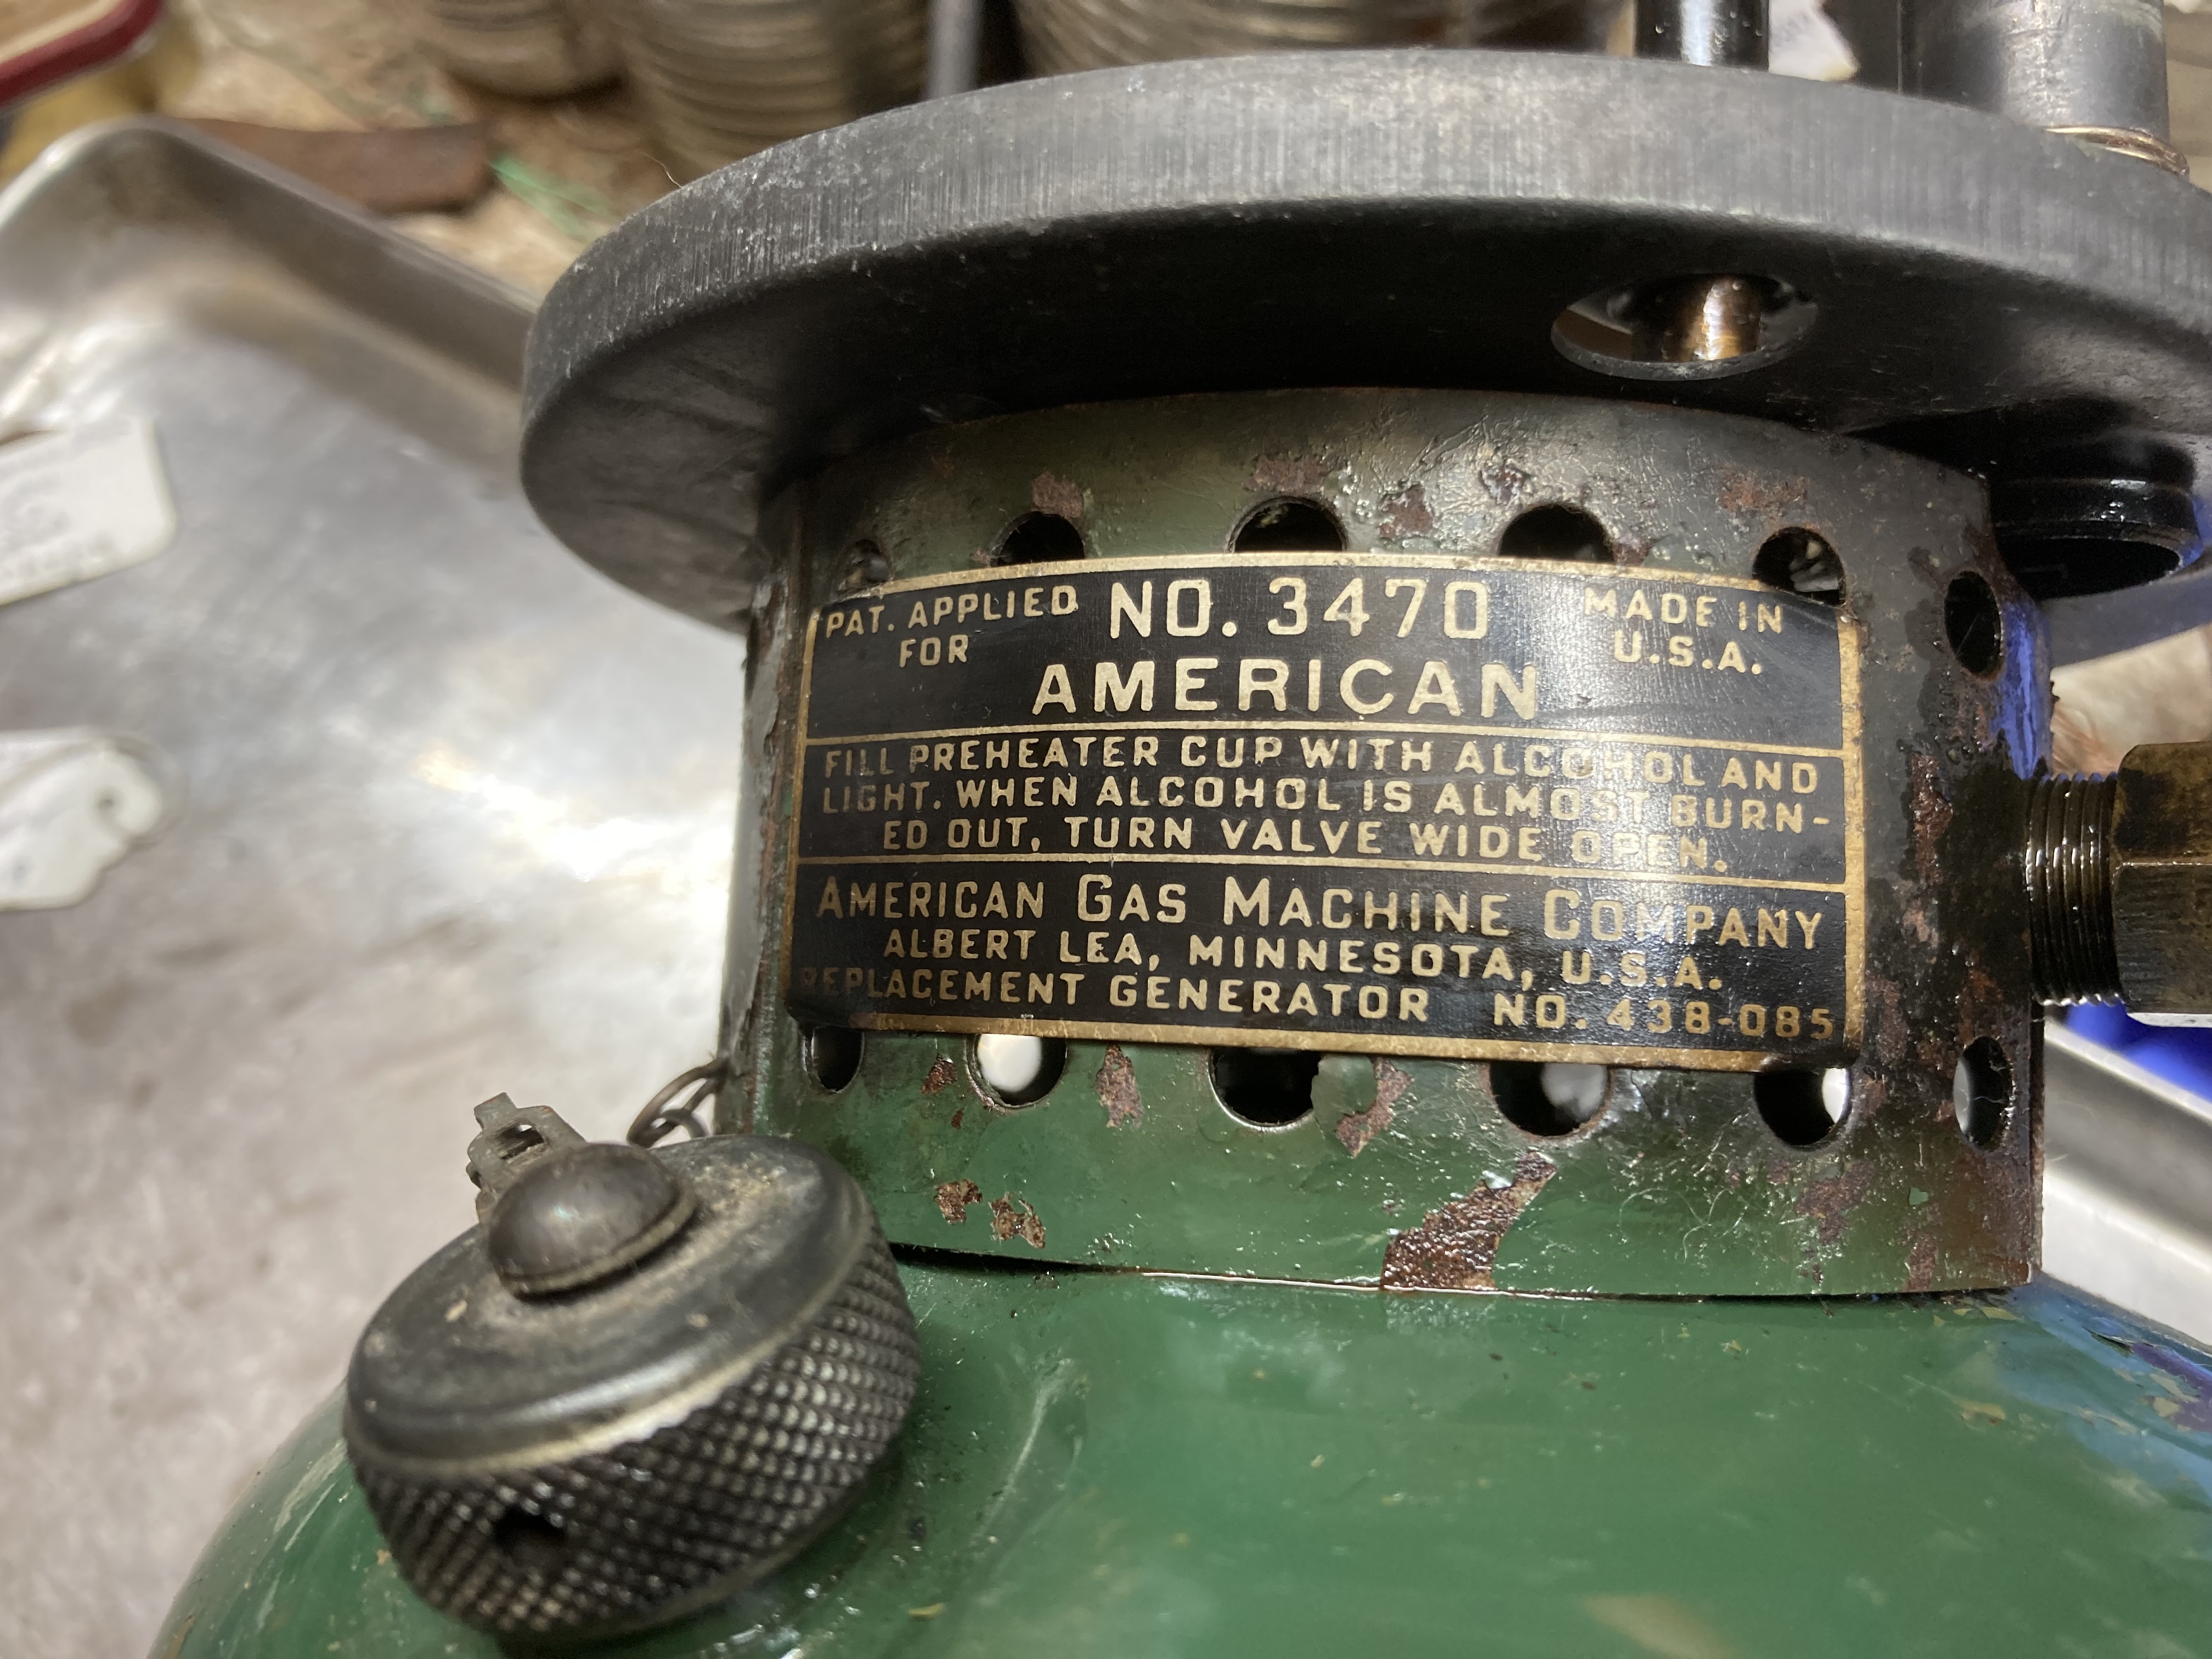 PAT. APPLIED FOR
NO. 3470
MADE IN U.S.A.
AMERICAN
FILL PREHEATER CUP WITH ALCOHOL AND
LIGHT. WHEN ALCOHOL IS ALMOST BURN-
ED OUT, TURN VALVE WIDE OPEN.
AMERICAN GAS MACHINE COMPANY
ALBERT LEA, MINNESOTA, U.S.A.
REPLACEMENT GENERATOR NO. 438-085